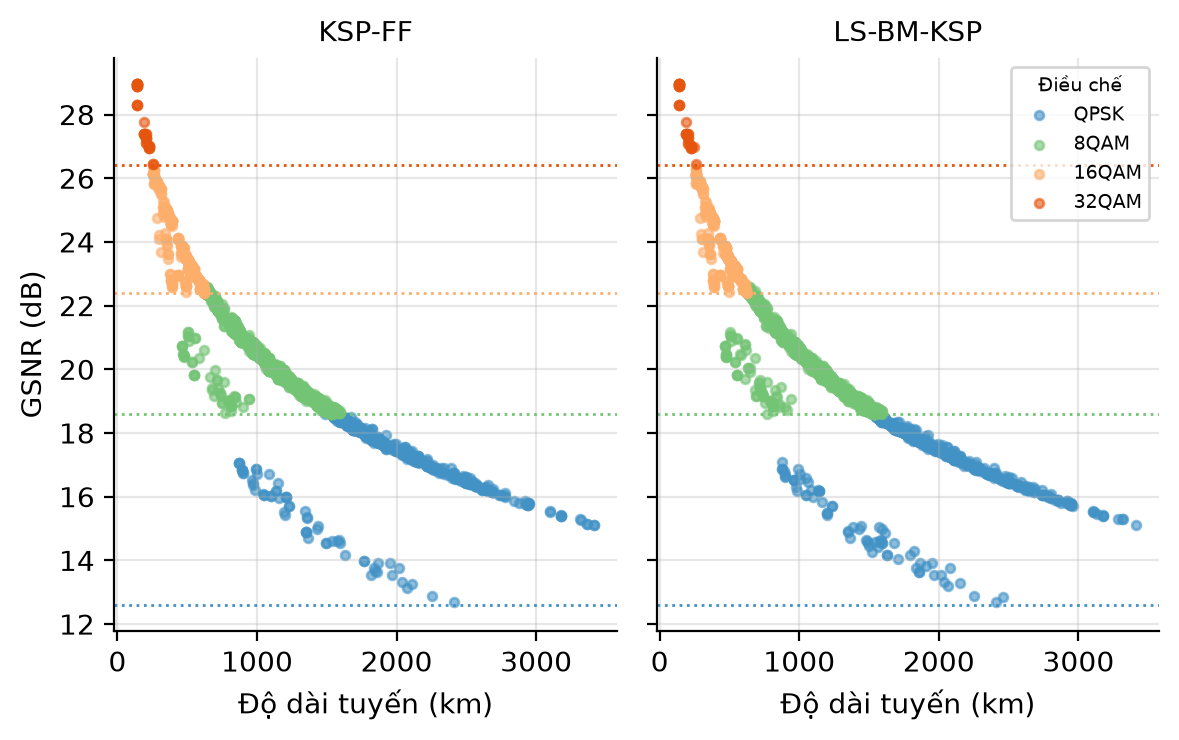 KSP-FF
LS-BM-KSP
Điều chế
QPSK
8QAM
16QAM
32QAM
GSNR (dB)
28
26
24
22
20
18
16
14
12
0 1000 2000 3000
0 1000 2000 3000
Độ dài tuyến (km)
Độ dài tuyến (km)